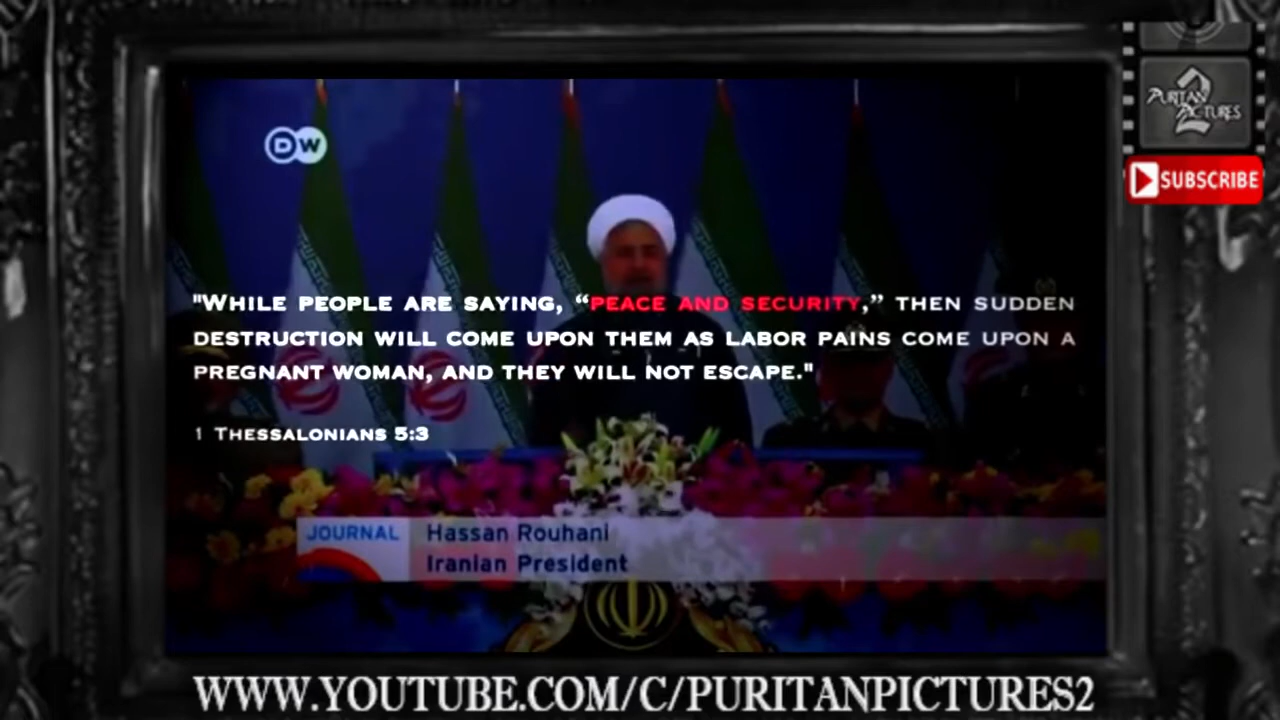 DW
PURITAN
2
PICTURES
SUBSCRIBE
"WHILE PEOPLE ARE SAYING, “PEACE AND SECURITY,” THEN SUDDEN
DESTRUCTION WILL COME UPON THEM AS LABOR PAINS COME UPON A
PREGNANT WOMAN, AND THEY WILL NOT ESCAPE."
1 THESSALONIANS 5:3
JOURNAL
Hassan Rouhani
Iranian President
WWW.YOUTUBE.COM/C/PURITANPICTURES2